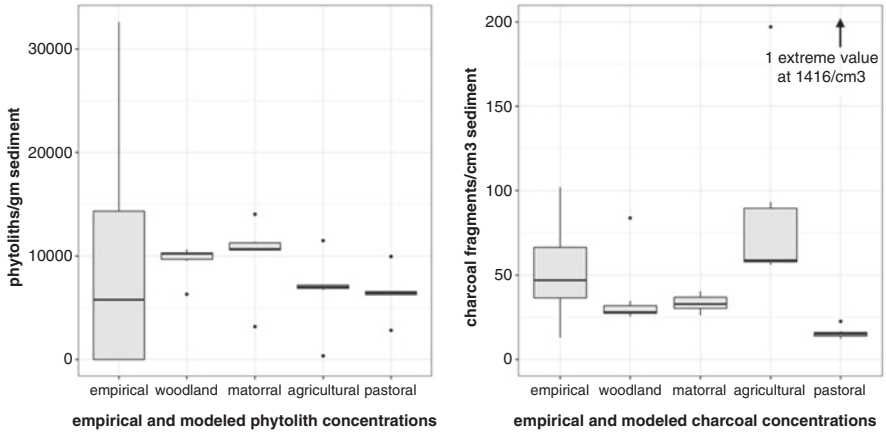 phytoliths/gm sediment
30000
20000
10000
0
empirical woodland matorral agricultural pastoral
empirical and modeled phytolith concentrations
charcoal fragments/cm3 sediment
200
150
100
50
0
1 extreme value
at 1416/cm3
empirical woodland matorral agricultural pastoral
empirical and modeled charcoal concentrations